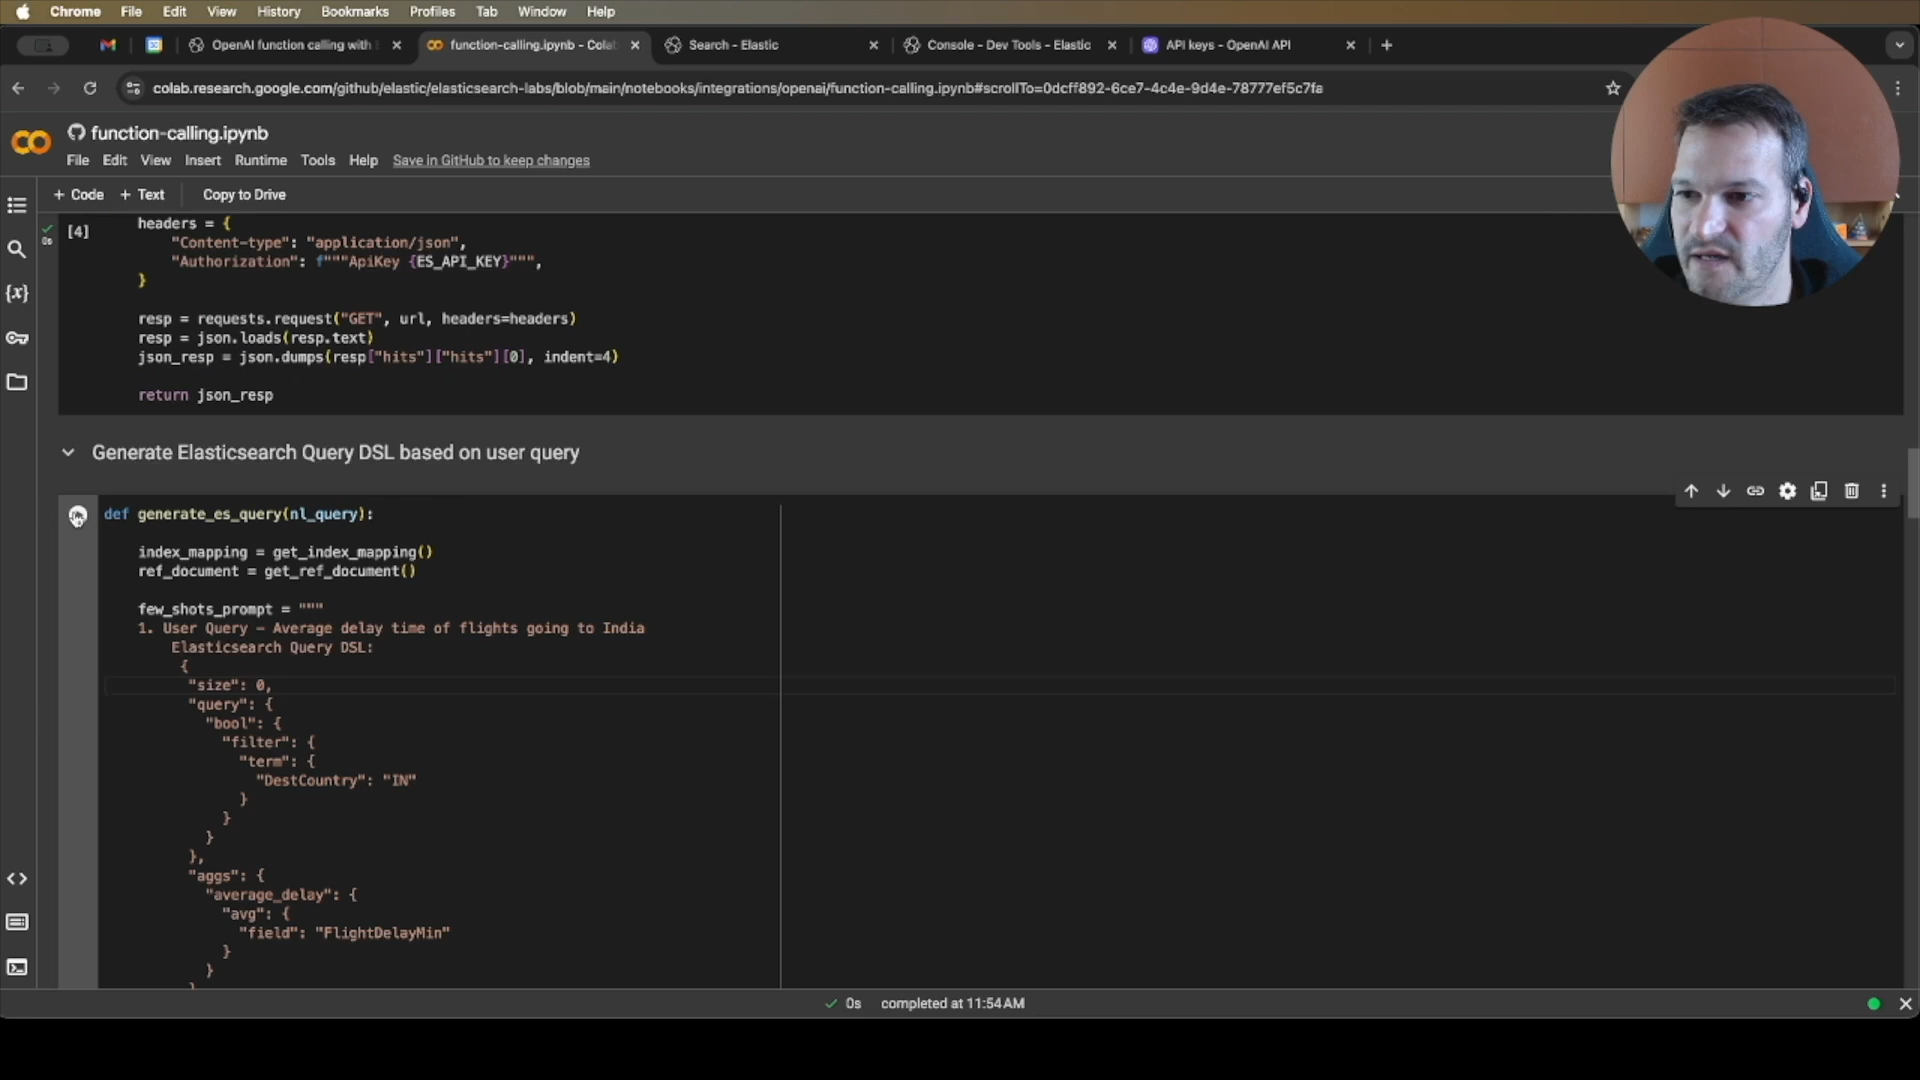 Chrome File Edit View History Bookmarks Profiles Tab Window Help
OpenAI function calling with
function-calling.ipynb - Cola
Search - Elastic
Console - Dev Tools - Elastic
API keys - OpenAI API
colab.research.google.com/github/elastic/elasticsearch-labs/blob/main/notebooks/integrations/openai/function-calling.ipynb#scrollTo=0dcff892-6ce7-4c4e-9d4e-78777ef5c7fa
function-calling.ipynb
File Edit View Insert Runtime Tools Help Save in GitHub to keep changes
+ Code + Text Copy to Drive
[4]
0s
headers = {
"Content-type": "application/json",
"Authorization": f"""ApiKey {ES_API_KEY}""",
}
resp = requests.request("GET", url, headers=headers)
resp = json.loads(resp.text)
json_resp = json.dumps(resp["hits"]["hits"][0], indent=4)
return json_resp
Generate Elasticsearch Query DSL based on user query
def generate_es_query(nl_query):
index_mapping = get_index_mapping()
ref_document = get_ref_document()
few_shots_prompt = """
1. User Query - Average delay time of flights going to India
Elasticsearch Query DSL:
{
"size": 0,
"query": {
"bool": {
"filter": {
"term": {
"DestCountry": "IN"
}
}
}
},
"aggs": {
"average_delay": {
"avg": {
"field": "FlightDelayMin"
}
}
}
0s completed at 11:54 AM